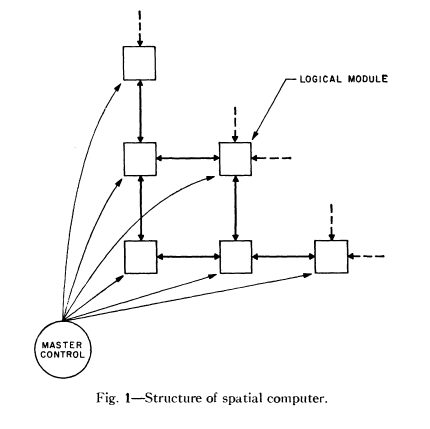 LOGICAL MODULE
MASTER
CONTROL
Fig. 1—Structure of spatial computer.